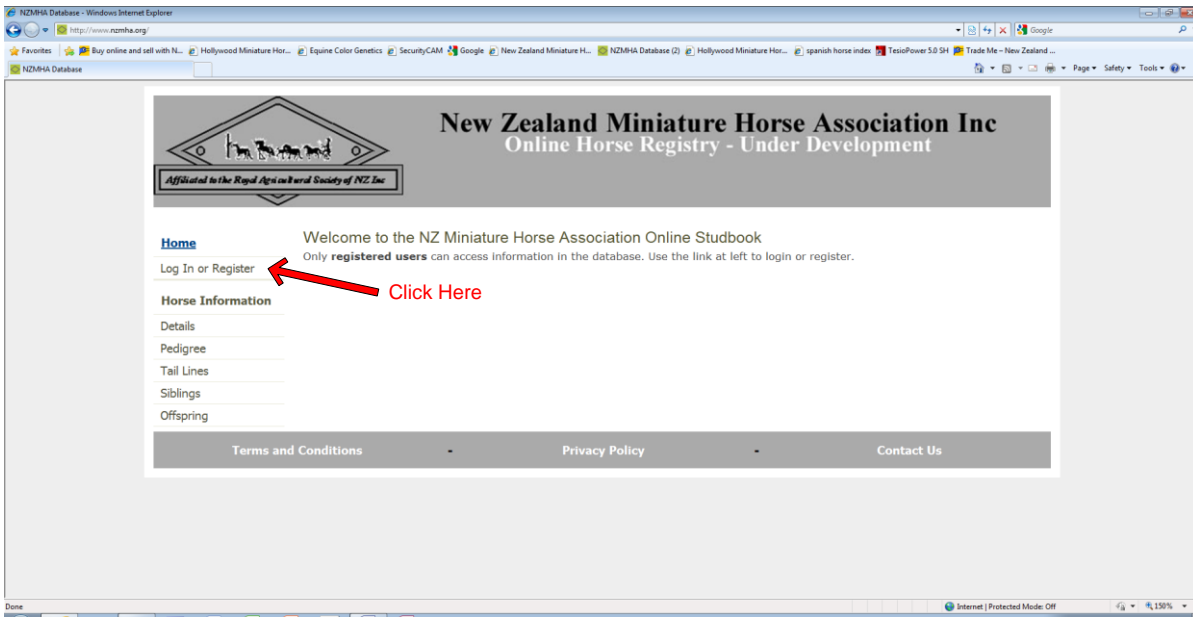 NZMHA Database - Windows Internet Explorer
http://www.nzmha.org/
Google
Favorites
Buy online and sell with N...
Hollywood Miniature Hor...
Equine Color Genetics
SecurityCAM
Google
New Zealand Miniature H...
NZMHA Database (2)
Hollywood Miniature Hor...
spanish horse index
TesioPower 5.0 SH
Trade Me – New Zealand ...
NZMHA Database
Page
Safety
Tools
New Zealand Miniature Horse Association Inc
Online Horse Registry - Under Development
Affiliated to the Royal Agricultural Society of NZ Inc
Home
Log In or Register
Horse Information
Details
Pedigree
Tail Lines
Siblings
Offspring
Welcome to the NZ Miniature Horse Association Online Studbook
Only registered users can access information in the database. Use the link at left to login or register.
Click Here
Terms and Conditions - Privacy Policy - Contact Us
Done
Internet | Protected Mode: Off
150%